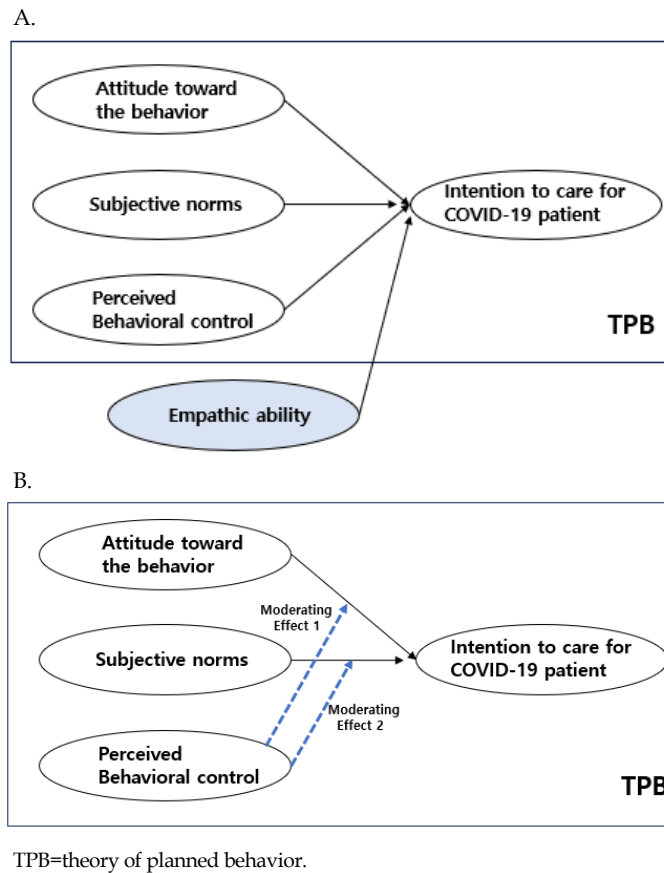 A.
Attitude toward
the behavior
Subjective norms
Intention to care for
COVID-19 patient
Perceived
Behavioral control
TPB
Empathic ability
B.
Attitude toward
the behavior
Moderating
Effect 1
Subjective norms
Intention to care for
COVID-19 patient
Moderating
Effect 2
Perceived
Behavioral control
TPB
TPB=theory of planned behavior.